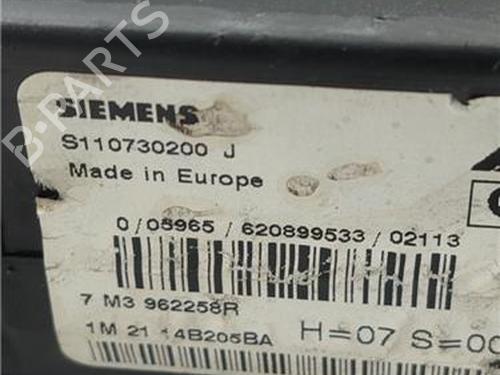 B-PARTS
SIEMENS
S110730200 J
Made in Europe
0/05965/620899533/02113
7 M3 962258R
1M 21 14B205BA
H=07 S=00